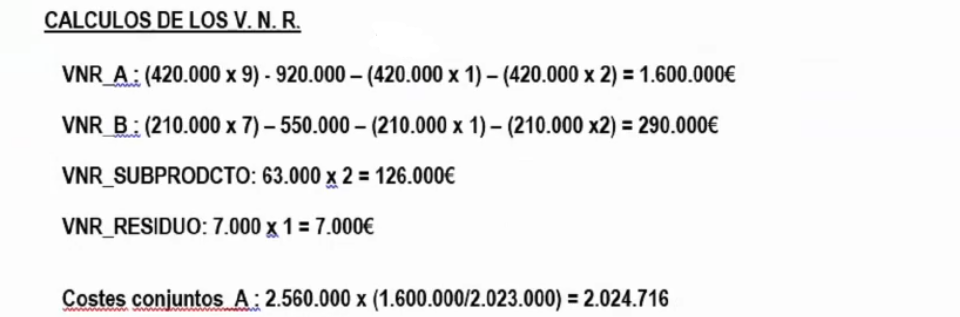 CALCULOS DE LOS V. N. R.
VNR_A : (420.000 x 9) - 920.000 – (420.000 x 1) – (420.000 x 2) = 1.600.000€
VNR_B : (210.000 x 7) – 550.000 – (210.000 x 1) – (210.000 x2) = 290.000€
VNR_SUBPRODCTO: 63.000 x 2 = 126.000€
VNR_RESIDUO: 7.000 x 1 = 7.000€
Costes conjuntos_A : 2.560.000 x (1.600.000/2.023.000) = 2.024.716